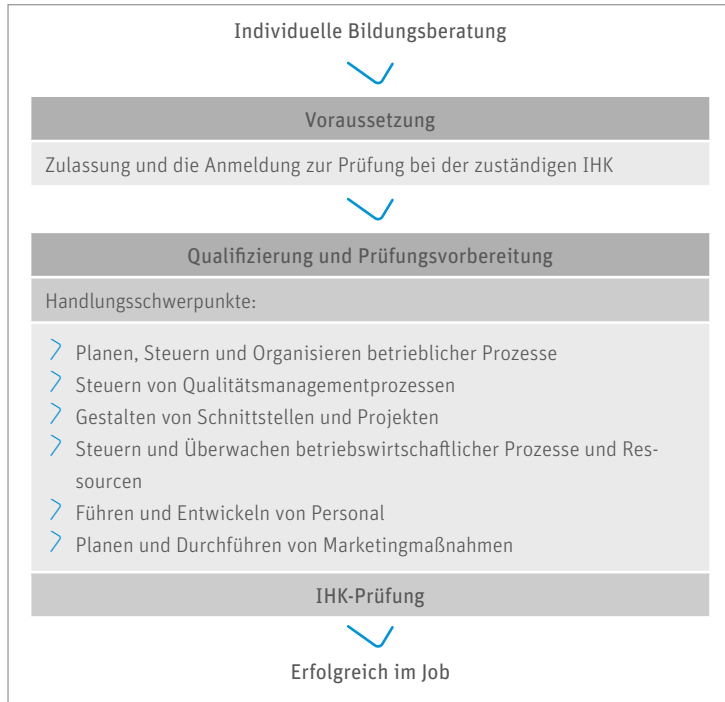 Individuelle Bildungsberatung
Voraussetzung
Zulassung und die Anmeldung zur Prüfung bei der zuständigen IHK
Qualifizierung und Prüfungsvorbereitung
Handlungsschwerpunkte:
Planen, Steuern und Organisieren betrieblicher Prozesse
Steuern von Qualitätsmanagementprozessen
Gestalten von Schnittstellen und Projekten
Steuern und Überwachen betriebswirtschaftlicher Prozesse und Res-
sourcen
Führen und Entwickeln von Personal
Planen und Durchführen von Marketingmaßnahmen
IHK-Prüfung
Erfolgreich im Job